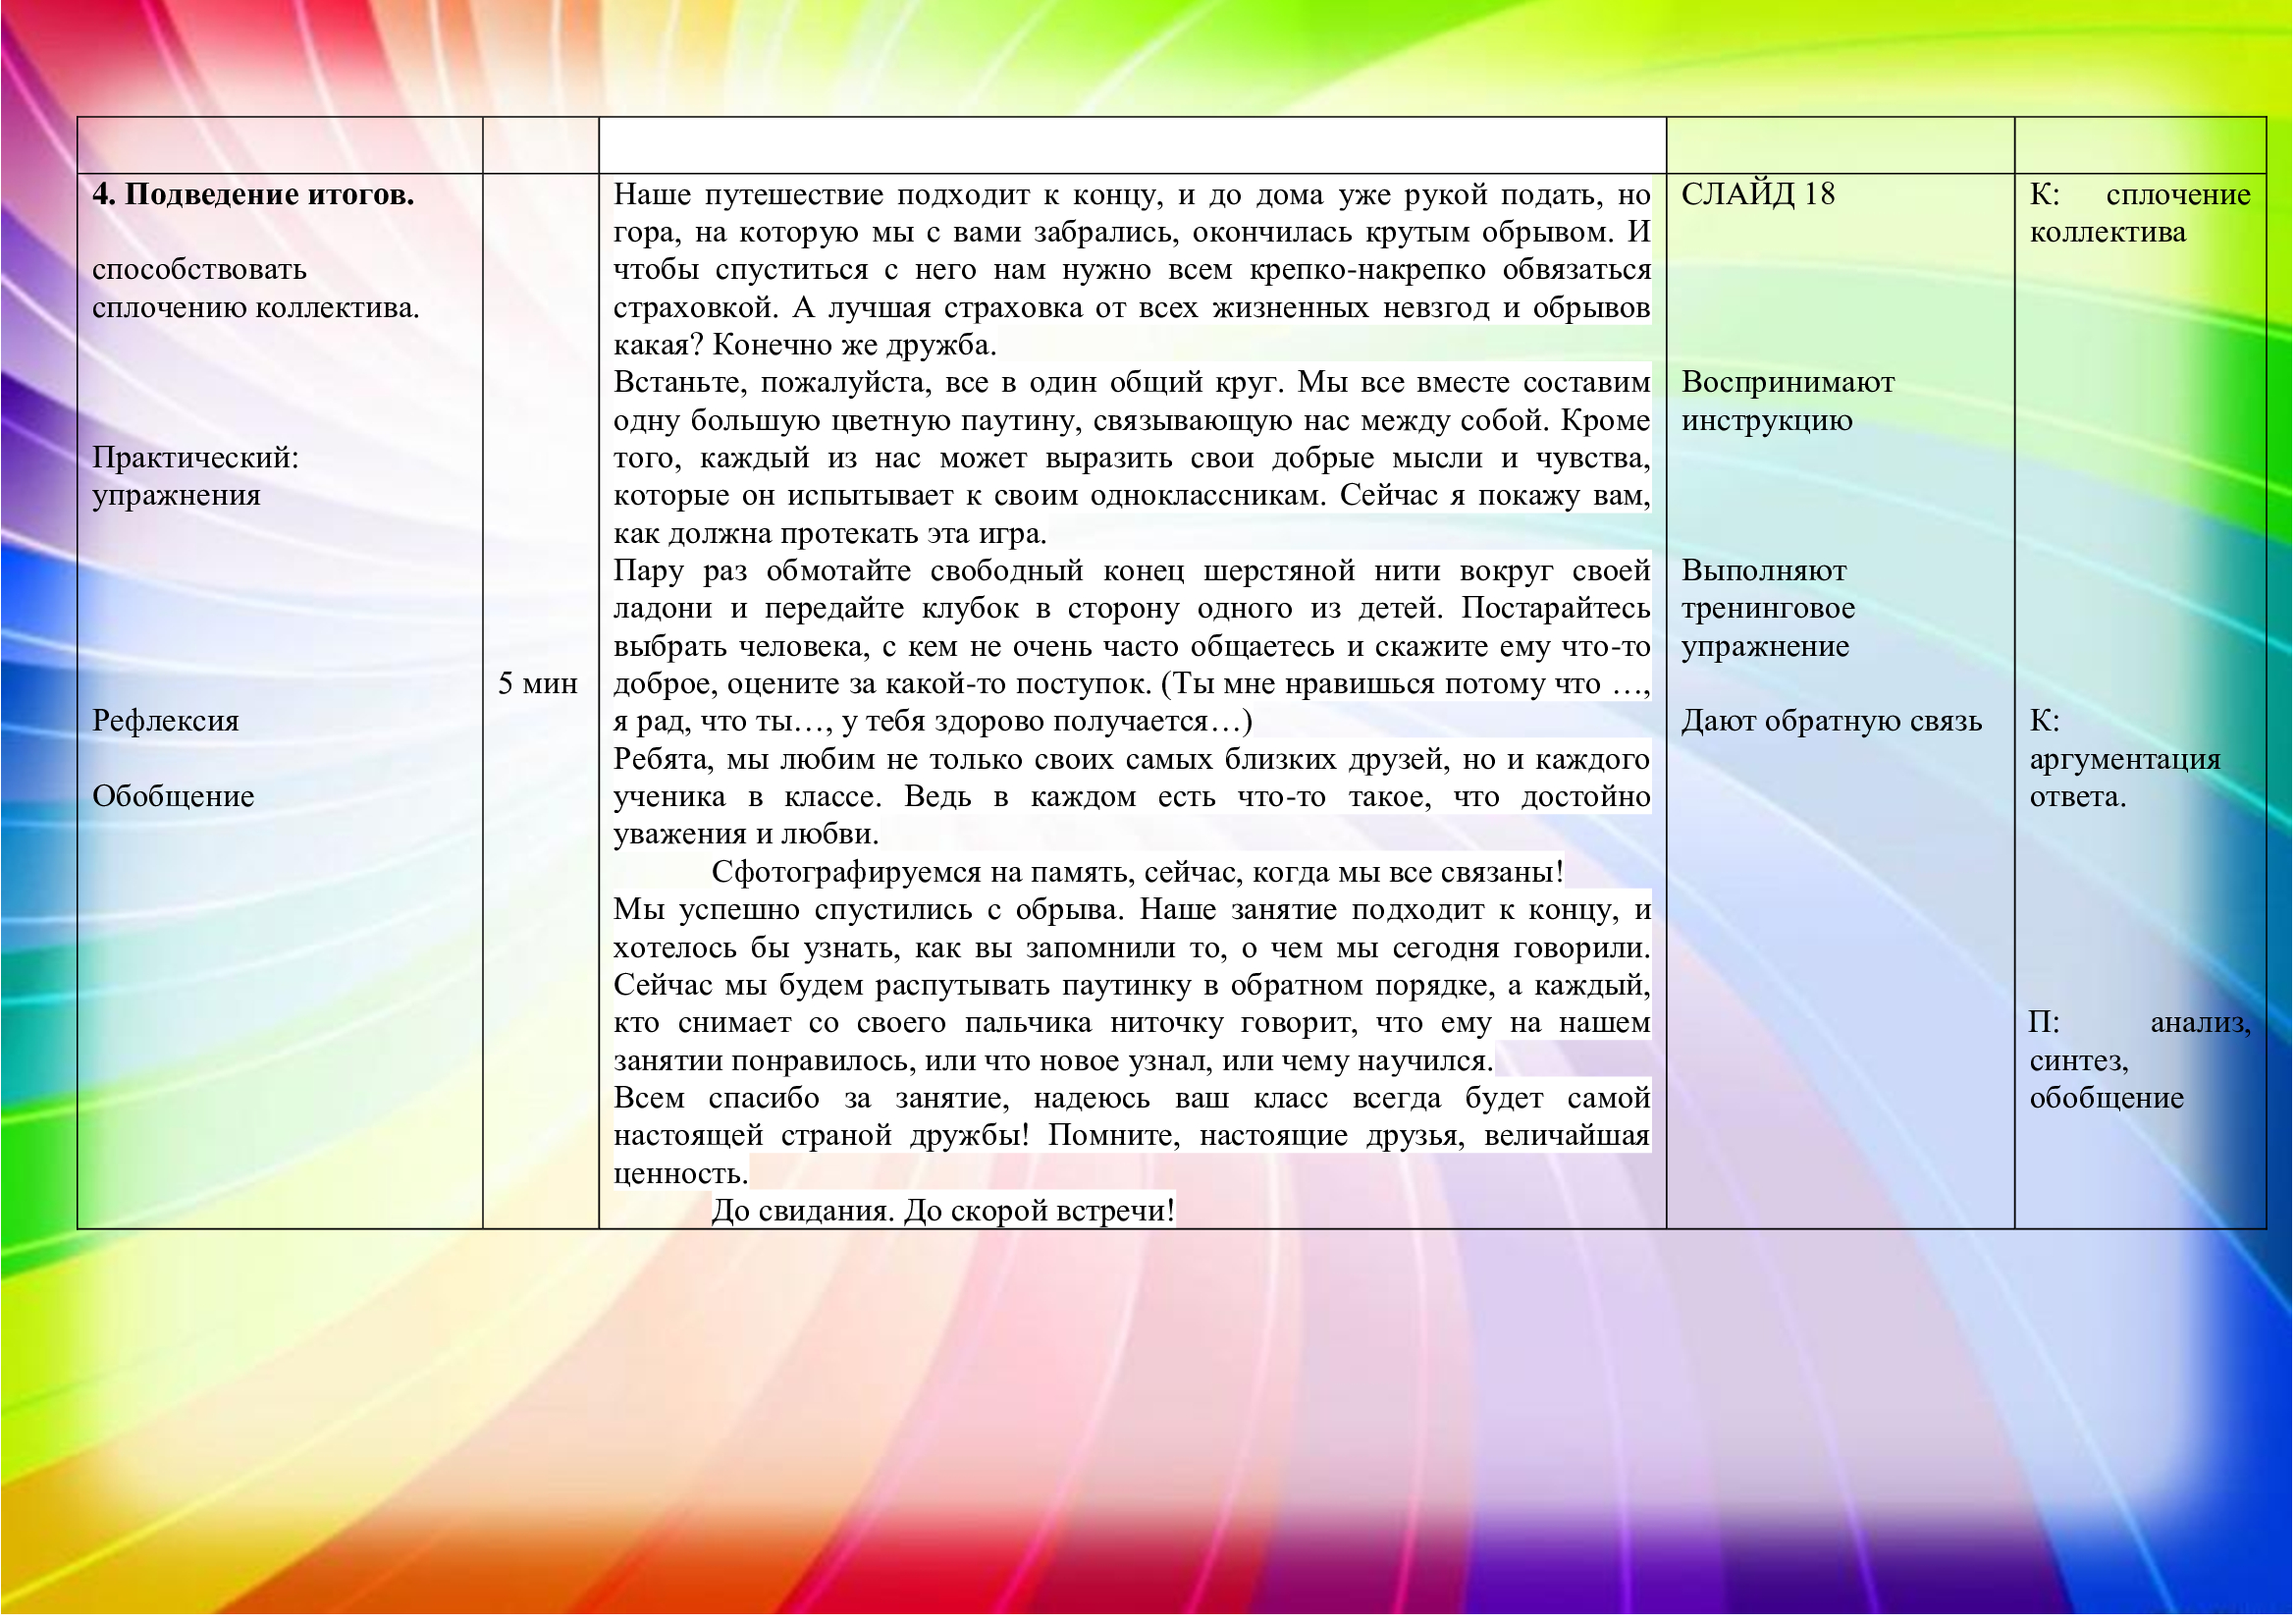 4. Подведение итогов.
способствовать
сплочению коллектива.
Практический:
упражнения
Рефлексия
Обобщение
5 мин
Наше путешествие подходит к концу, и до дома уже рукой подать, но
гора, на которую мы с вами забрались, окончилась крутым обрывом. И
чтобы спуститься с него нам нужно всем крепко-накрепко обвязаться
страховкой. А лучшая страховка от всех жизненных невзгод и обрывов
какая? Конечно же дружба.
Встаньте, пожалуйста, все в один общий круг. Мы все вместе составим
одну большую цветную паутину, связывающую нас между собой. Кроме
того, каждый из нас может выразить свои добрые мысли и чувства,
которые он испытывает к своим одноклассникам. Сейчас я покажу вам,
как должна протекать эта игра.
Пару раз обмотайте свободный конец шерстяной нити вокруг своей
ладони и передайте клубок в сторону одного из детей. Постарайтесь
выбрать человека, с кем не очень часто общаетесь и скажите ему что-то
доброе, оцените за какой-то поступок. (Ты мне нравишься потому что …,
я рад, что ты…, у тебя здорово получается…)
Ребята, мы любим не только своих самых близких друзей, но и каждого
ученика в классе. Ведь в каждом есть что-то такое, что достойно
уважения и любви.
Сфотографируемся на память, сейчас, когда мы все связаны!
Мы успешно спустились с обрыва. Наше занятие подходит к концу, и
хотелось бы узнать, как вы запомнили то, о чем мы сегодня говорили.
Сейчас мы будем распутывать паутинку в обратном порядке, а каждый,
кто снимает со своего пальчика ниточку говорит, что ему на нашем
занятии понравилось, или что новое узнал, или чему научился.
Всем спасибо за занятие, надеюсь ваш класс всегда будет самой
настоящей страной дружбы! Помните, настоящие друзья, величайшая
ценность.
До свидания. До скорой встречи!
СЛАЙД 18
Воспринимают
инструкцию
Выполняют
тренинговое
упражнение
Дают обратную связь
К: сплочение
коллектива
К:
аргументация
ответа.
П: анализ,
синтез,
обобщение